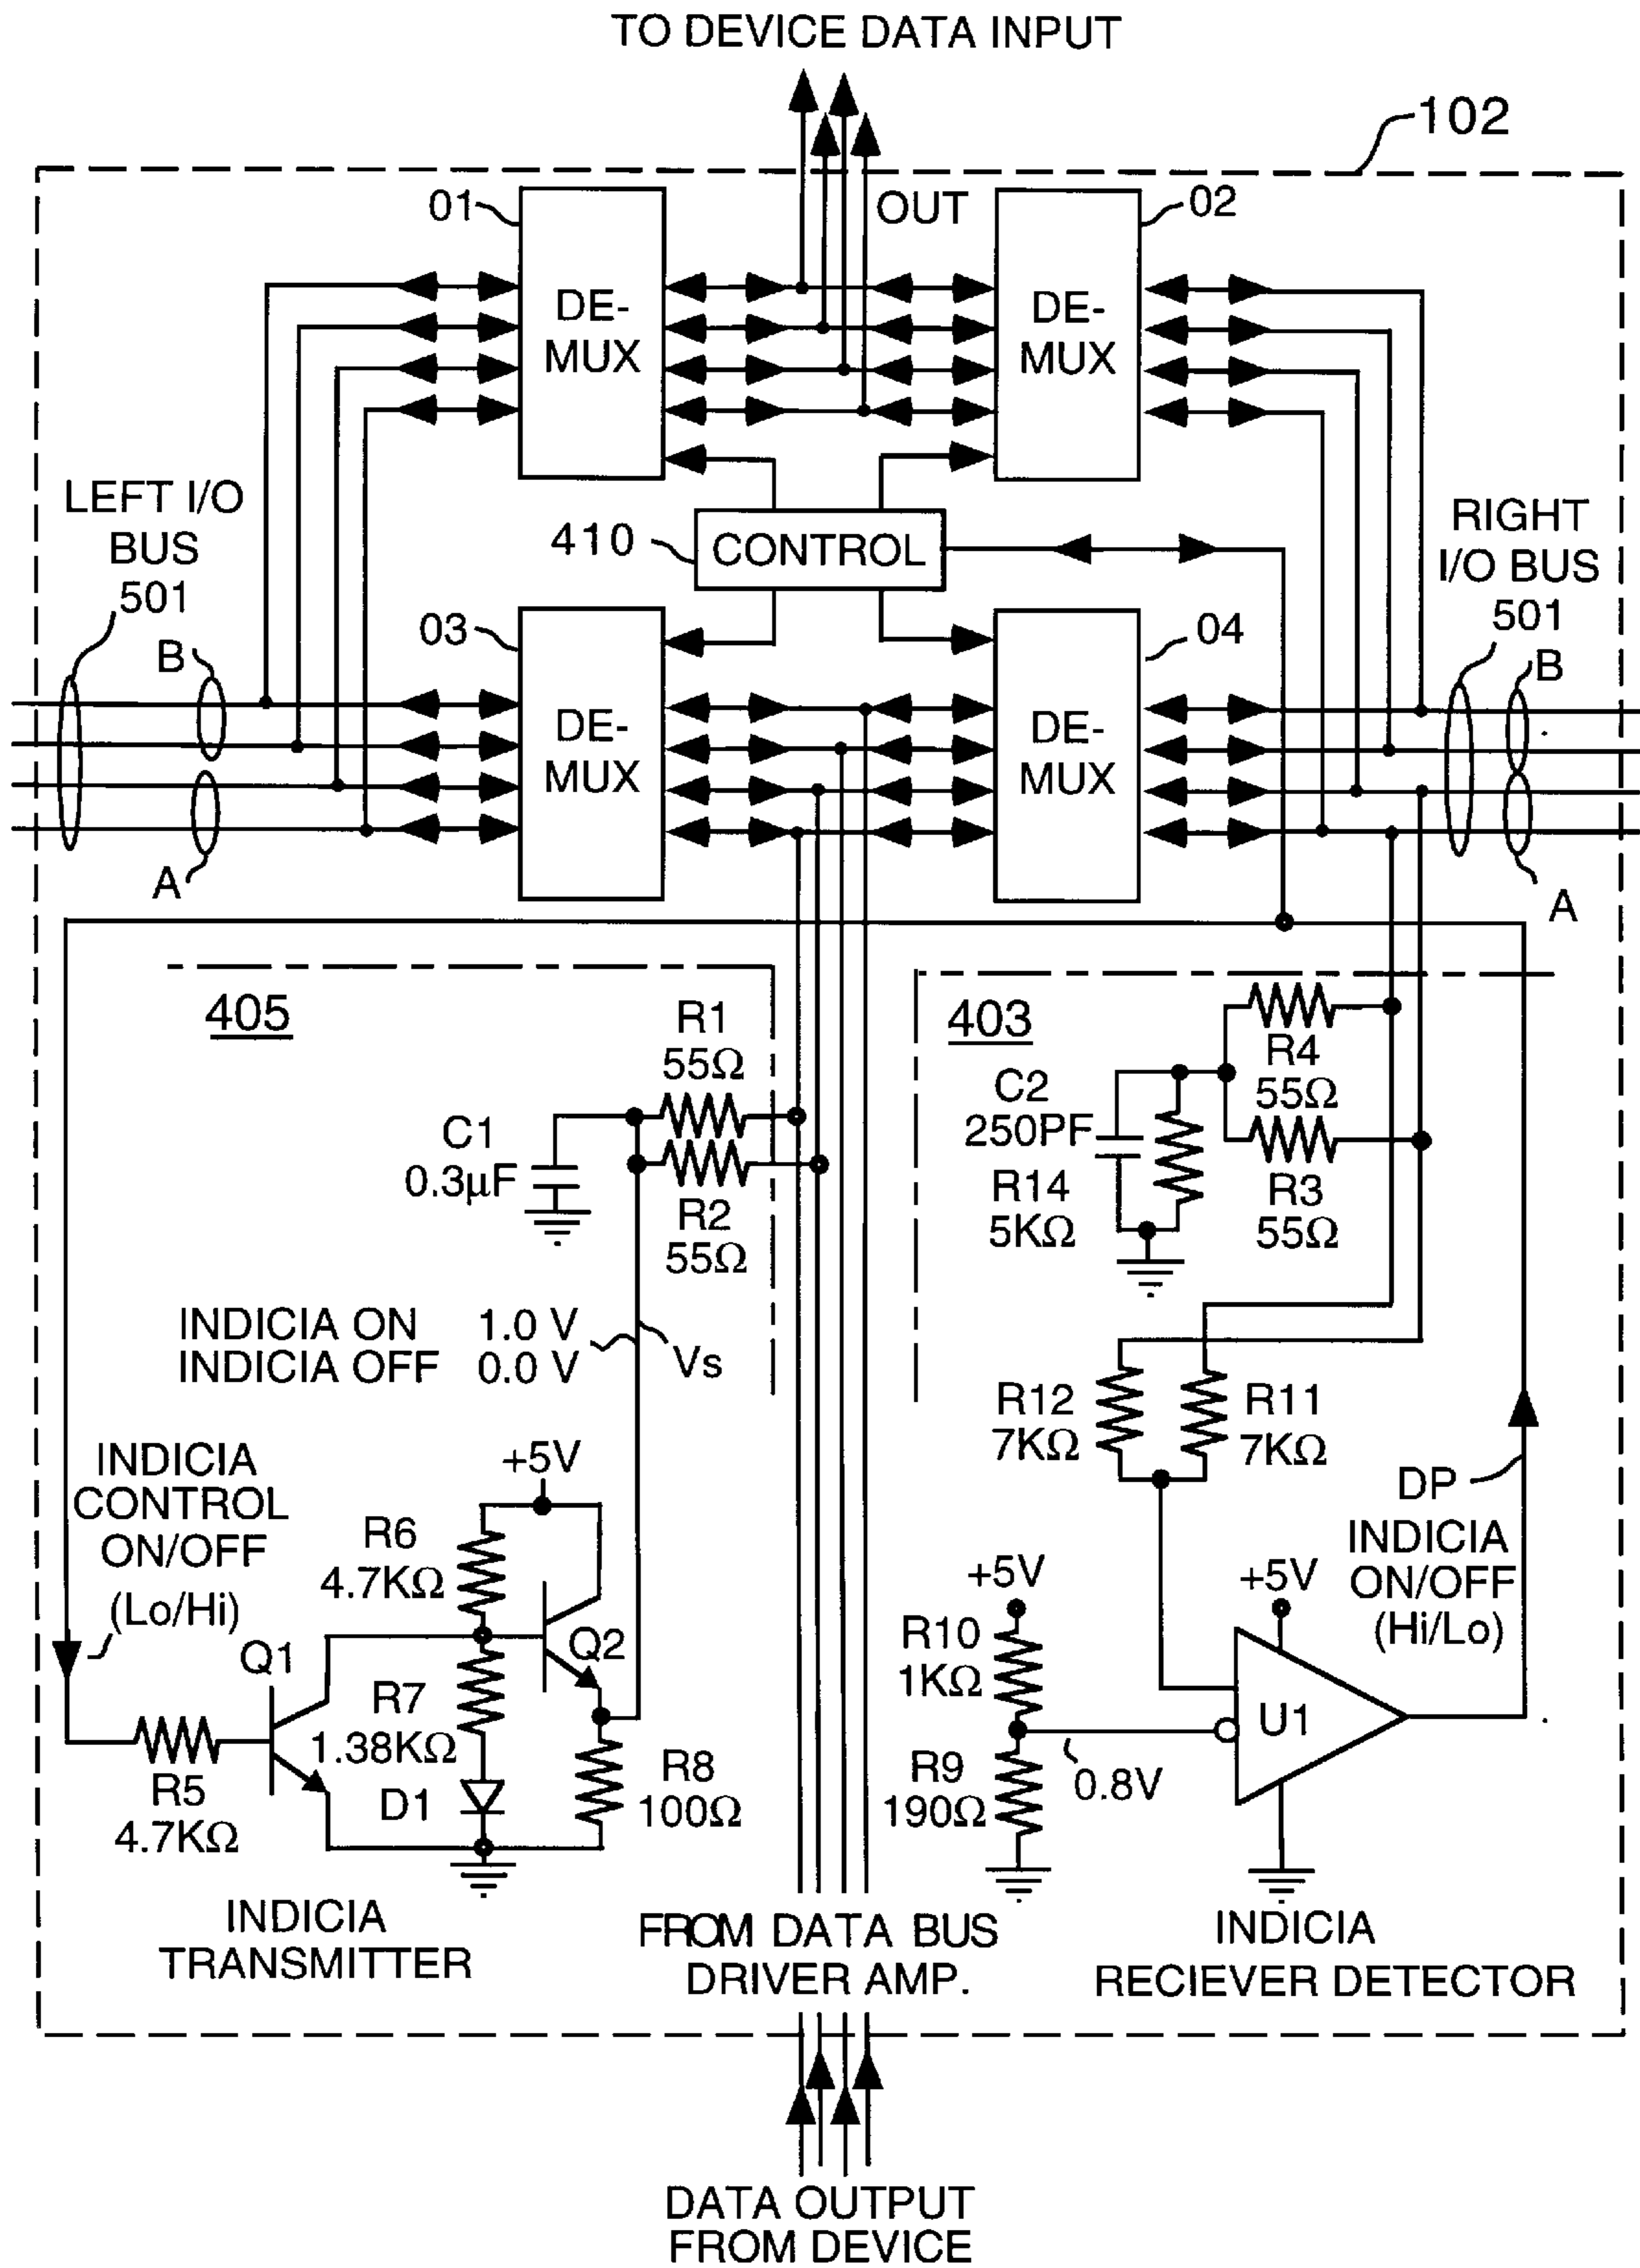 TO DEVICE DATA INPUT
102
01
OUT
02
DE-
MUX
DE-
MUX
LEFT I/O
BUS
501
410
CONTROL
RIGHT
I/O BUS
501
B
03
04
B
DE-
MUX
DE-
MUX
A
A
405
R1
55Ω
403
R4
55Ω
C1
0.3µF
C2
250PF
R2
55Ω
R14
5KΩ
R3
55Ω
INDICIA ON 1.0 V
INDICIA OFF 0.0 V
Vs
R12
7KΩ
R11
7KΩ
INDICIA
CONTROL
ON/OFF
(Lo/Hi)
+5V
DP
INDICIA
ON/OFF
(Hi/Lo)
R6
4.7KΩ
+5V
+5V
Q1
Q2
R10
1KΩ
R7
1.38KΩ
U1
R5
4.7KΩ
D1
R8
100Ω
R9
190Ω
0.8V
INDICIA
TRANSMITTER
FROM DATA BUS
DRIVER AMP.
INDICIA
RECIEVER DETECTOR
DATA OUTPUT
FROM DEVICE